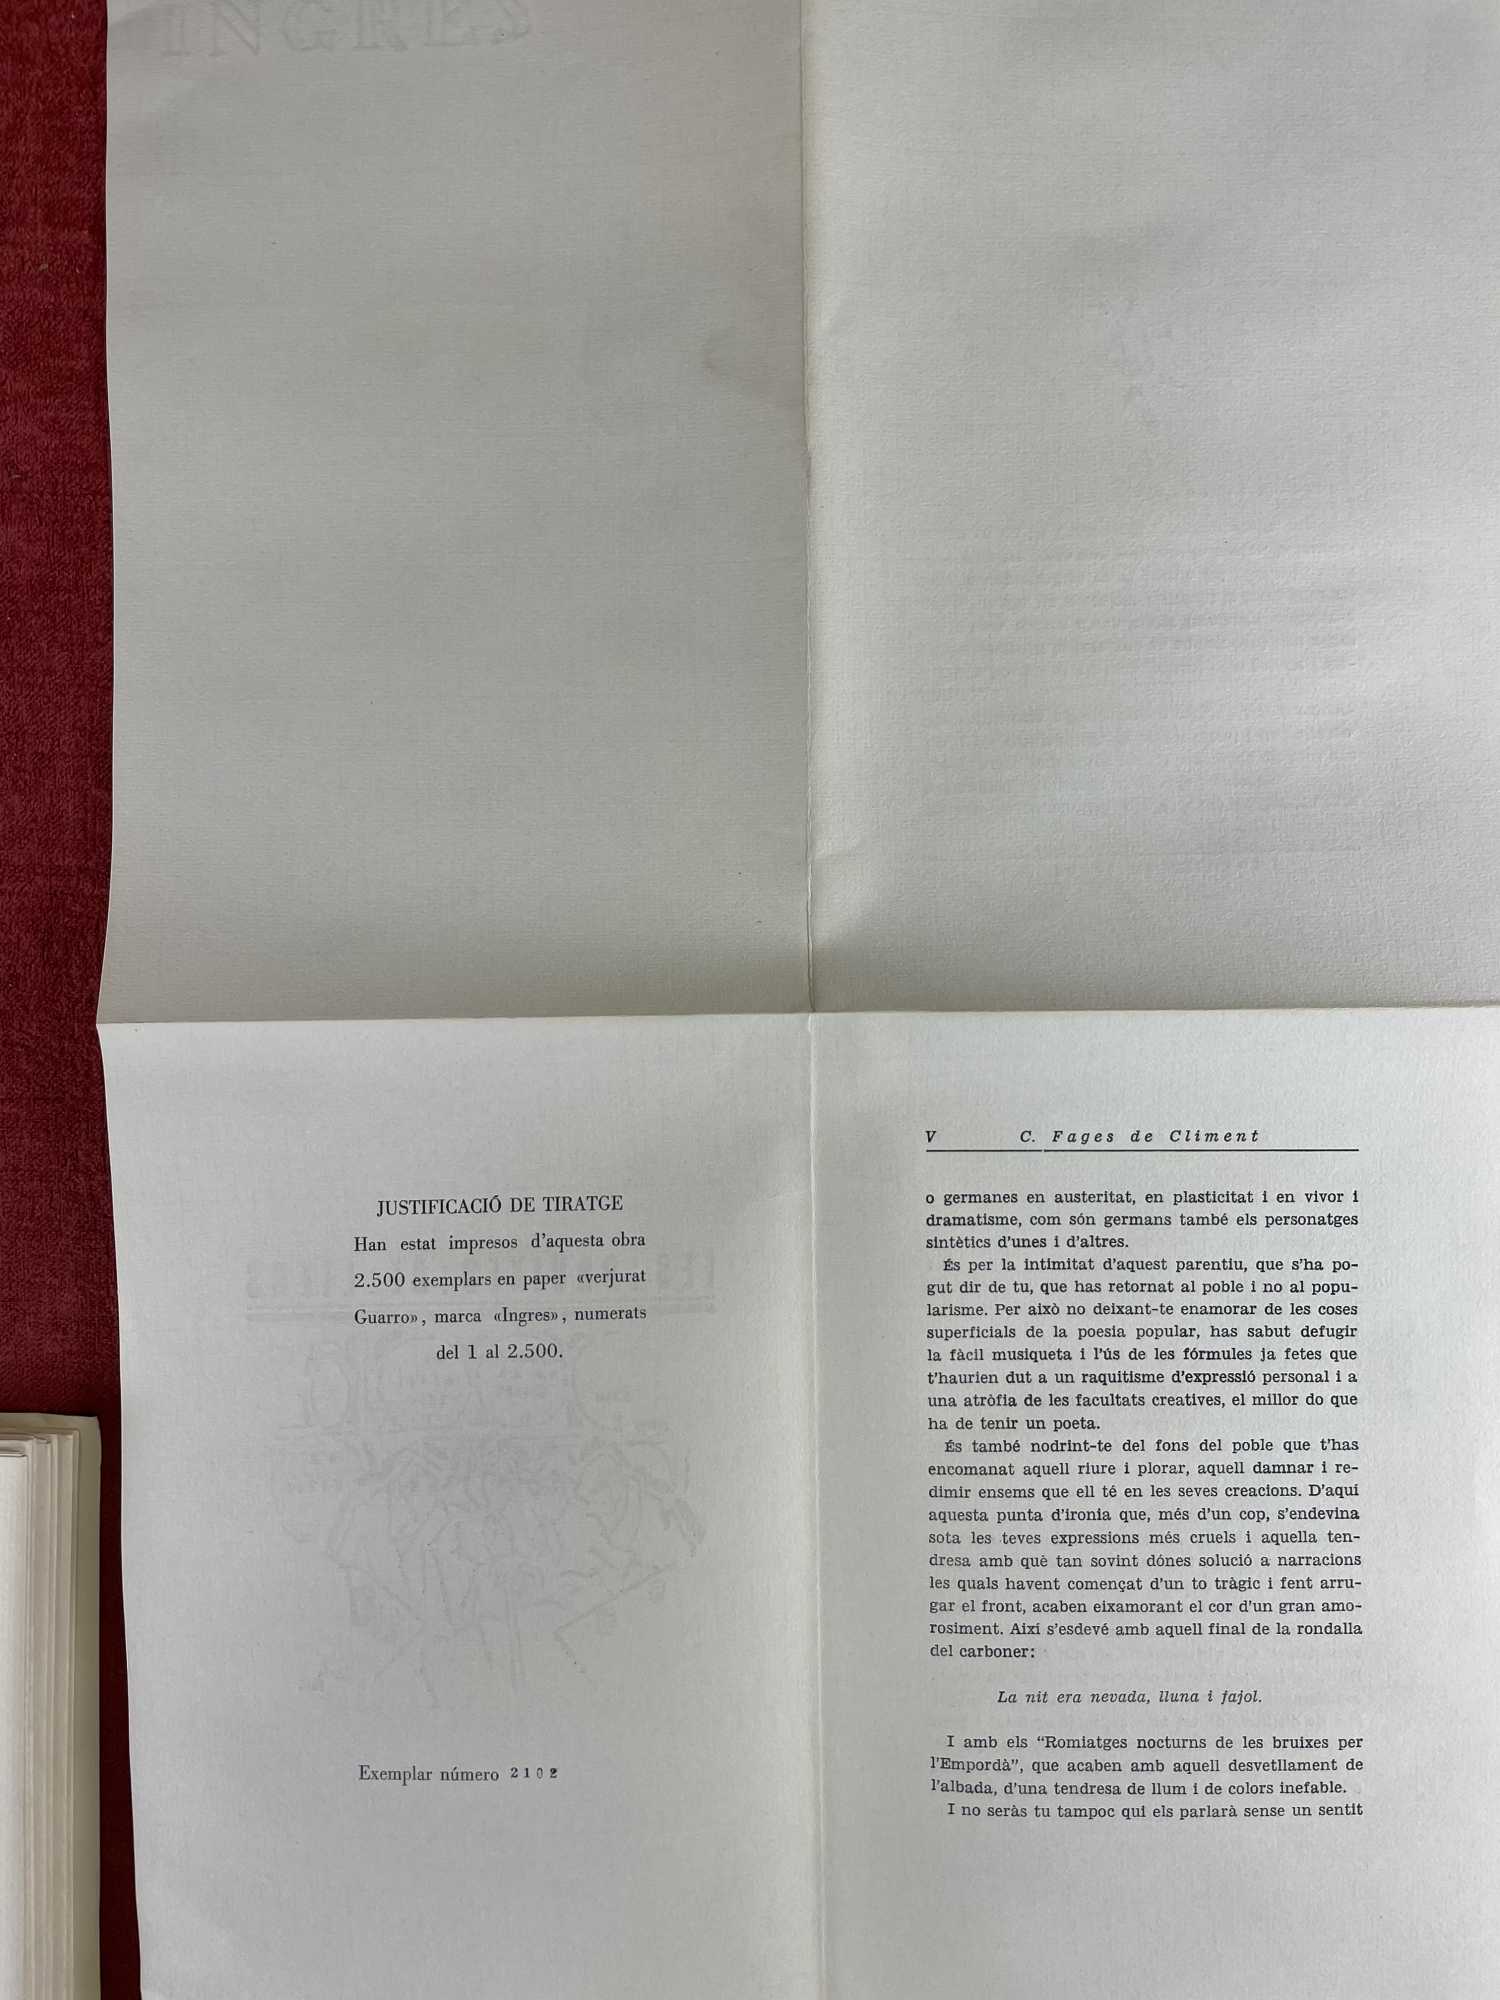 INGRES
JUSTIFICACIÓ DE TIRATGE
Han estat impresos d'aquesta obra
2.500 exemplars en paper «verjurat
Guarro», marca «Ingres», numerats
del 1 al 2.500.
Exemplar número 2102
V C. Fages de Climent
o germanes en austeritat, en plasticitat i en vivor i
dramatisme, com són germans també els personatges
sintètics d'unes i d'altres.
És per la intimitat d'aquest parentiu, que s'ha po-
gut dir de tu, que has retornat al poble i no al popu-
larisme. Per això no deixant-te enamorar de les coses
superficials de la poesia popular, has sabut defugir
la fàcil musiqueta i l'ús de les fórmules ja fetes que
t'haurien dut a un raquitisme d'expressió personal i a
una atròfia de les facultats creatives, el millor do que
ha de tenir un poeta.
És també nodrint-te del fons del poble que t'has
encomanat aquell riure i plorar, aquell damnar i re-
dimir ensems que ell té en les seves creacions. D'aquí
aquesta punta d'ironia que, més d'un cop, s'endevina
sota les teves expressions més cruels i aquella ten-
dresa amb què tan sovint dónes solució a narracions
les quals havent començat d'un to tràgic i fent arru-
gar el front, acaben eixamorant el cor d'un gran amo-
rosiment. Així s'esdevé amb aquell final de la rondalla
del carboner:
La nit era nevada, lluna i fajol.
I amb els "Romiatges nocturns de les bruixes per
l'Empordà", que acaben amb aquell desvetllament de
l'albada, d'una tendresa de llum i de colors inefable.
I no seràs tu tampoc qui els parlarà sense un sentit